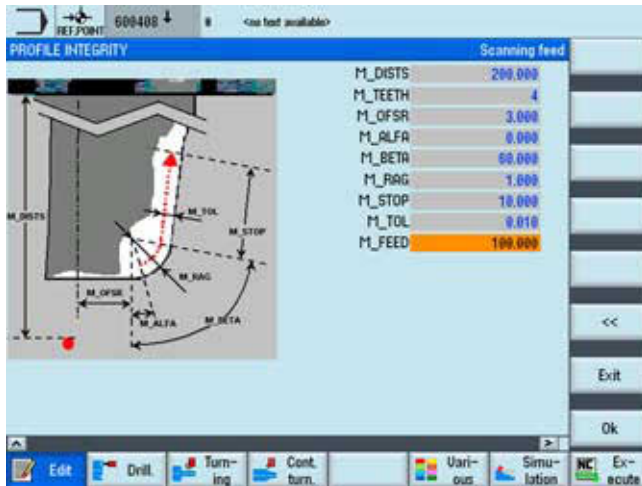 REF.POINT 600408 <no text available>
PROFILE INTEGRITY Scanning feed
M_DISTS 200.000
M_TEETH 4
M_OFSR 3.000
M_ALFA 0.000
M_BETA 60.000
M_RAG 1.000
M_STOP 10.000
M_TOL 0.010
M_FEED 100.000
M_DISTS
M_TOL
M_STOP
M_RAG
M_OFSR
M_ALFA
M_BETA
<<
Exit
Ok
Edit
Drill.
Turn-
ing
Cont.
turn.
Vari-
ous
Simu-
lation
NC Ex-
ecute